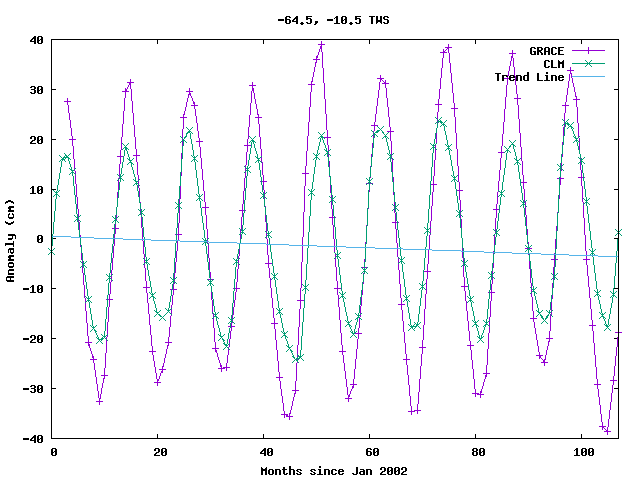 -64.5, -10.5 TWS
40
30
20
10
0
-10
-20
-30
-40
Anomaly (cm)
GRACE
CLM
Trend Line
0 20 40 60 80 100
Months since Jan 2002